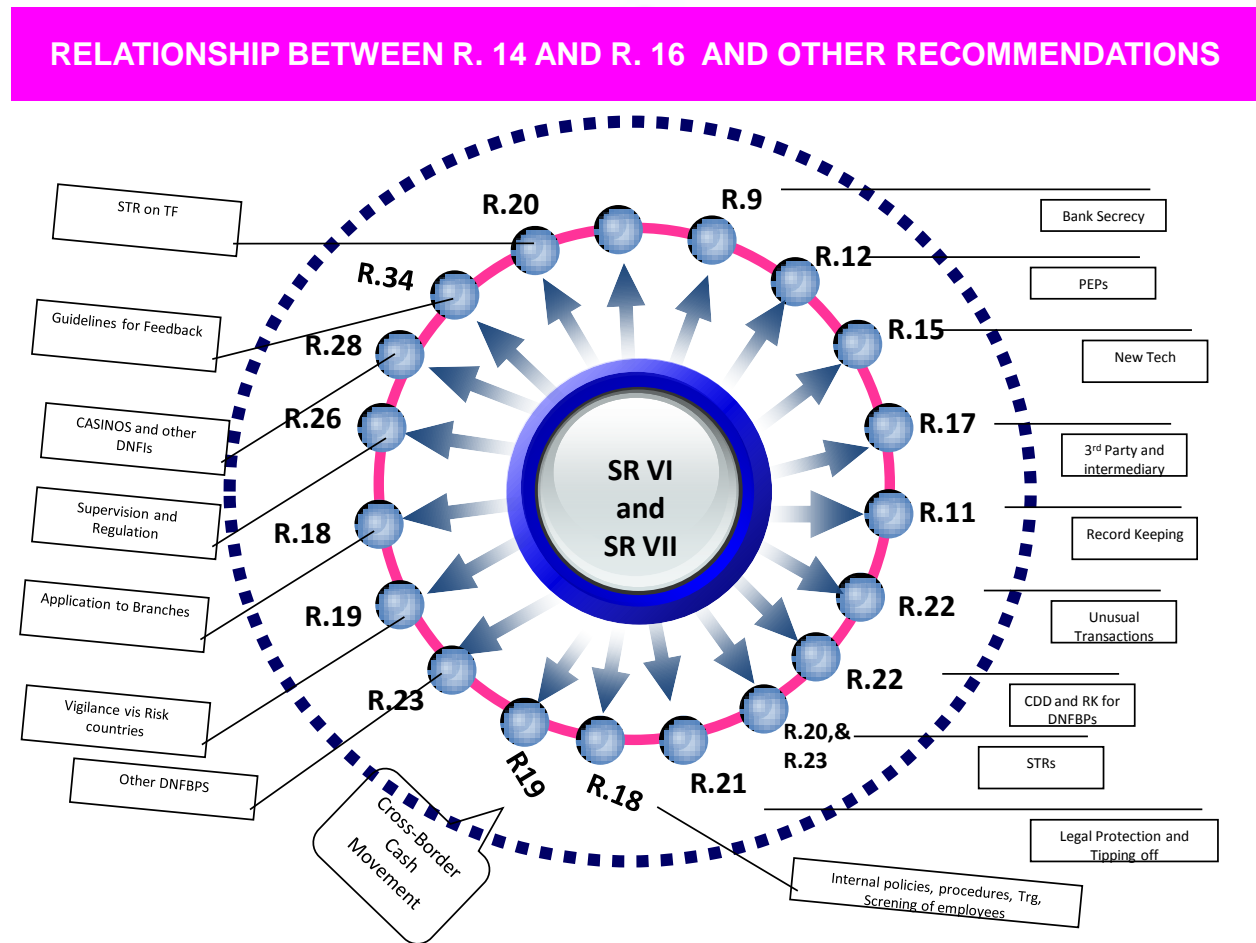 RELATIONSHIP BETWEEN R. 14 AND R. 16 AND OTHER RECOMMENDATIONS
STR on TF
Guidelines for Feedback
CASINOS and other
DNFIs
Supervision and
Regulation
Application to Branches
Vigilance vis Risk
countries
Other DNFBPS
R.20
R.34
R.28
R.26
R.18
R.19
R.23
R19
R.18
R.21
R.20,&
R.23
R.22
R.22
R.11
R.17
R.15
R.12
R.9
SR VI
and
SR VII
Bank Secrecy
PEPs
New Tech
3rd Party and
intermediary
Record Keeping
Unusual
Transactions
CDD and RK for
DNFBPs
STRs
Legal Protection and
Tipping off
Internal policies, procedures, Trg,
Screning of employees
Cross-Border
Cash
Movement